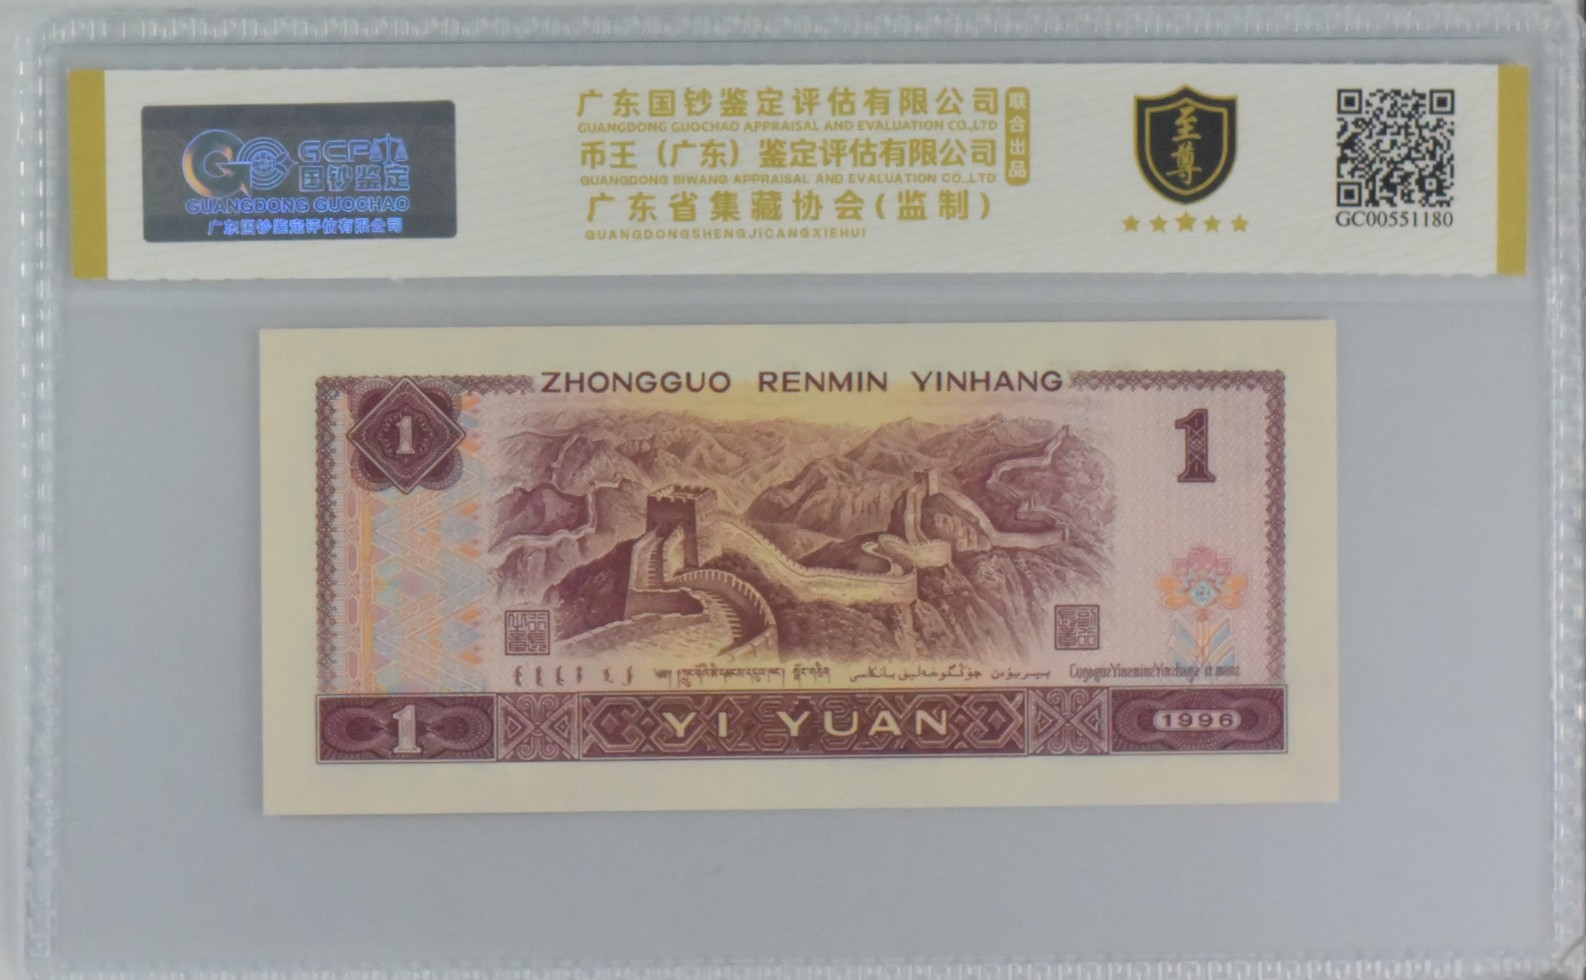 GCP
国钞鉴定
GUANGDONG GUOCHAO
广东国钞鉴定评估有限公司
广东国钞鉴定评估有限公司
GUANGDONG GUOCHAO APPRAISAL AND EVALUATION CO.,LTD
币王（广东）鉴定评估有限公司
GUANGDONG BIWANG APPRAISAL AND EVALUATION CO.,LTD
联合出品
广东省集藏协会(监制)
GUANGDONGSHENGJICANGXIEHUI
至尊
GC00551180
ZHONGGUO RENMIN YINHANG
1
1
1
YI YUAN
1996